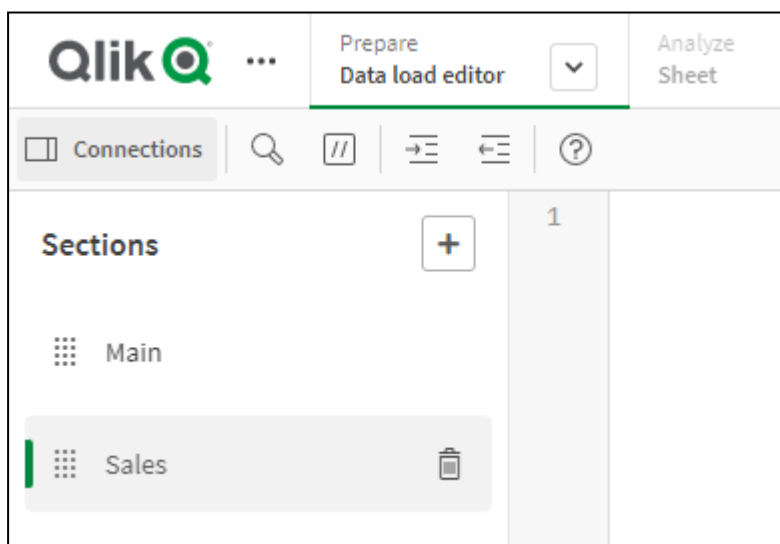 Qlik
...
Prepare
Data load editor
Analyze
Sheet
Connections
//
?
Sections
+
1
Main
Sales